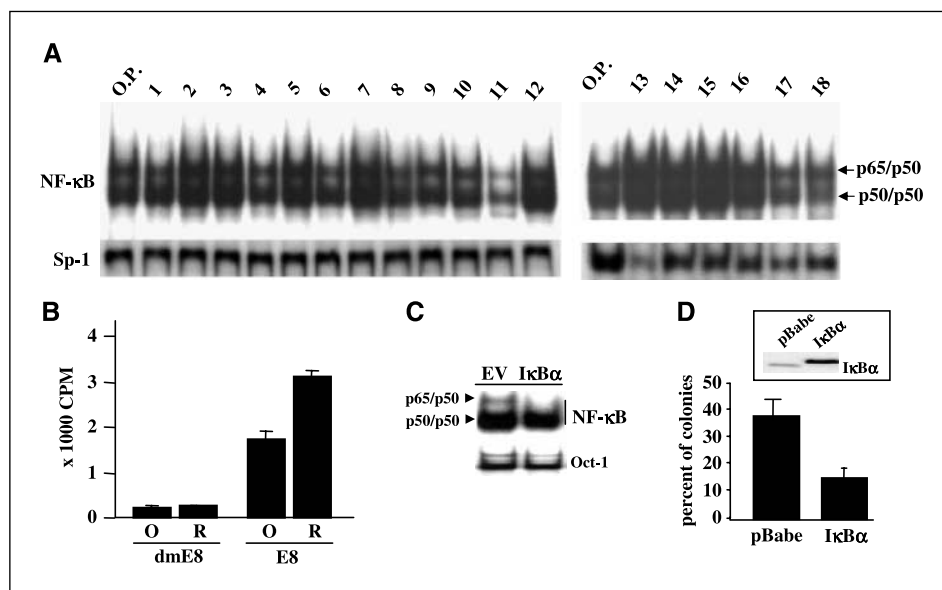 A
O.P. 1 2 3 4 5 6 7 8 9 10 11 12 O.P. 13 14 15 16 17 18
NF-κB
p65/p50
p50/p50
Sp-1
B
x 1000 CPM
4
3
2
1
0
O R O R
dmE8 E8
C
EV IκBα
p65/p50
p50/p50
NF-κB
Oct-1
D
pBabe IκBα
IκBα
percent of colonies
50
40
30
20
10
0
pBabe IκBα